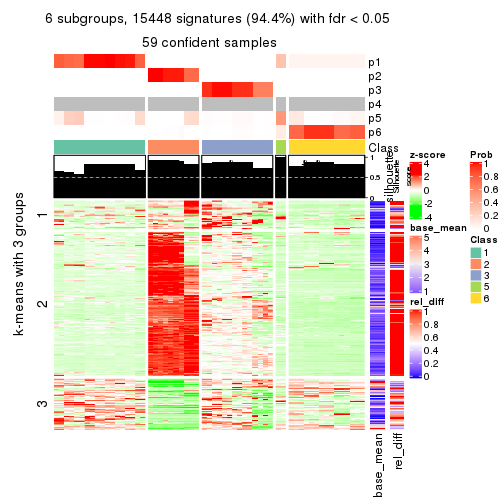 6 subgroups, 15448 signatures (94.4%) with fdr < 0.05
59 confident samples
p1
p2
p3
p4
p5
p6
Class
1
0.5
0
silhouette
Silhouette
score
k-means with 3 groups
1
2
3
base_mean
rel_diff
z-score
4
2
0
-2
-4
base_mean
5
4
3
2
1
rel_diff
1
0.8
0.6
0.4
0.2
0
Prob
1
0.8
0.6
0.4
0.2
0
Class
1
2
3
5
6